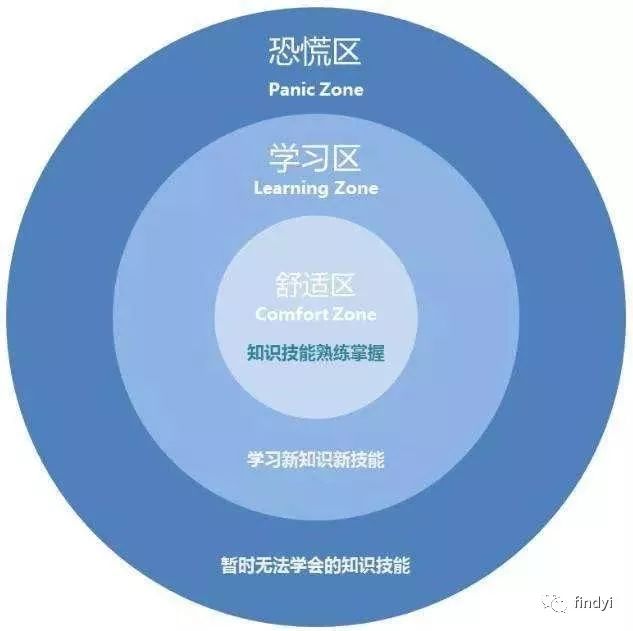 恐慌区
Panic Zone
学习区
Learning Zone
舒适区
Comfort Zone
知识技能熟练掌握
学习新知识新技能
暂时无法学会的知识技能
findyi